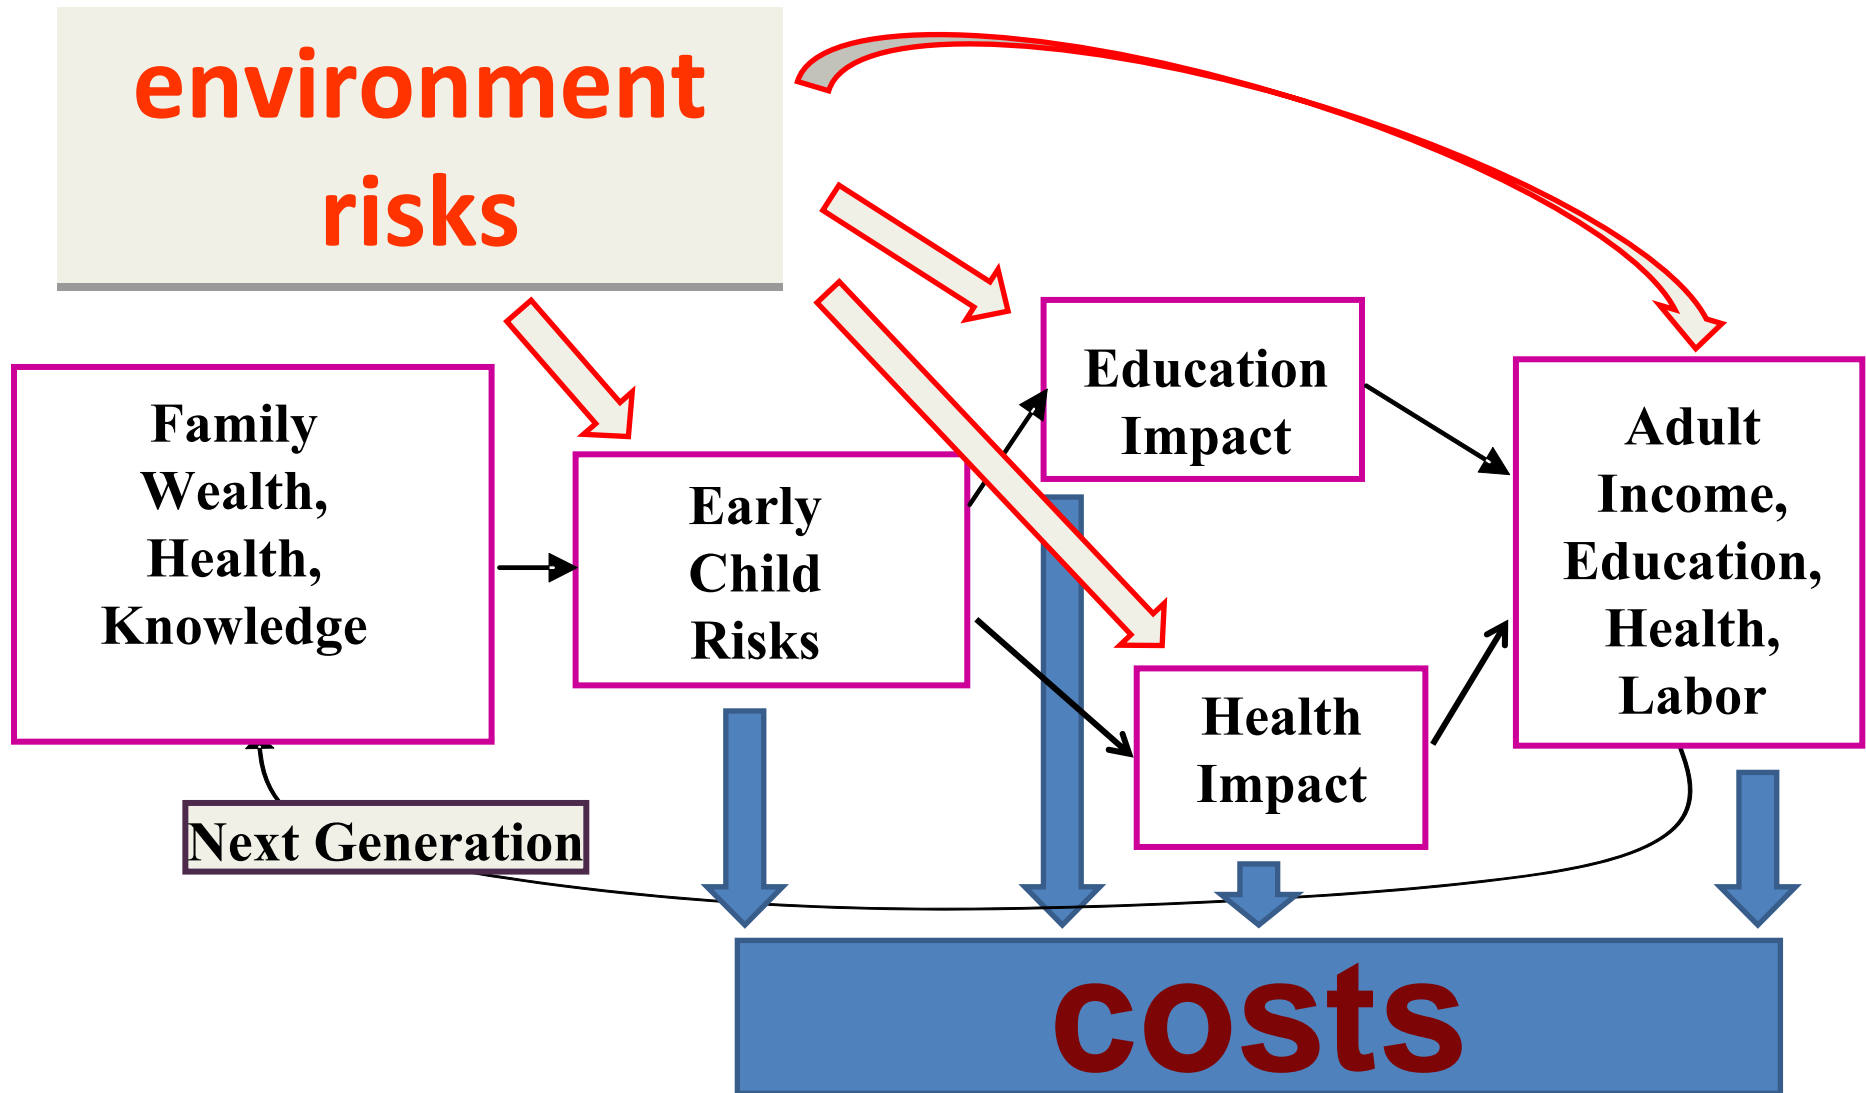 environment
risks
Family
Wealth,
Health,
Knowledge
Early
Child
Risks
Education
Impact
Health
Impact
Adult
Income,
Education,
Health,
Labor
Next Generation
costs